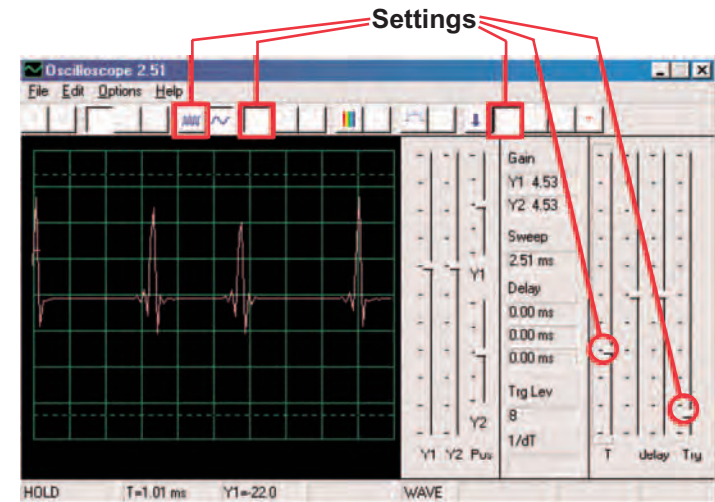 Settings
Oscilloscope 2.51
File Edit Options Help
Gain
Y1 4.53
Y2 4.53
Sweep
2.51 ms
Y1
Delay
0.00 ms
0.00 ms
0.00 ms
Trg Lev
8
Y2
1/dT
Y1 Y2 Pos
T delay Trg
HOLD T=1.01 ms Y1=-22.0 WAVE